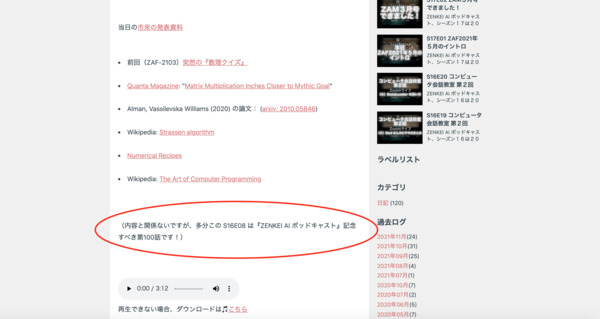 当日の市来の発表資料
• 前回（ZAF-2103）突然の『数理クイズ』
• Quanta Magazine: "Matrix Multiplication Inches Closer to Mythic Goal"
• Alman, Vassilevska Williams (2020) の論文： (arxiv: 2010.05846)
• Wikipedia: Strassen algorithm
• Numerical Recipes
• Wikipedia: The Art of Computer Programming
（内容と関係ないですが、多分この S16E08 は『ZENKEI AI ポッドキャスト』記念
すべき第100話です！）
0:00 / 3:12
再生できない場合、ダウンロードは🎵こちら
できました！
ZENKEI AI ポッドキャ
スト、シーズン１７は２０
S17E01 ZAF2021年
５月のイントロ
ZENKEI AI ポッドキャ
スト、シーズン１７は２０
S16E20 コンピュー
タ会話教室 第２回
ZENKEI AI ポッドキャ
スト、シーズン１６は２０
S16E19 コンピュータ
会話教室 第２回
ZENKEI AI ポッドキャ
スト、シーズン１６は２０
ラベルリスト
カテゴリ
日記 (120)
過去ログ
2021年11月(24)
2021年10月(31)
2021年09月(25)
2021年08月(4)
2021年07月(1)
2020年10月(7)
2020年07月(2)
2020年06月(5)
2020年05月(7)